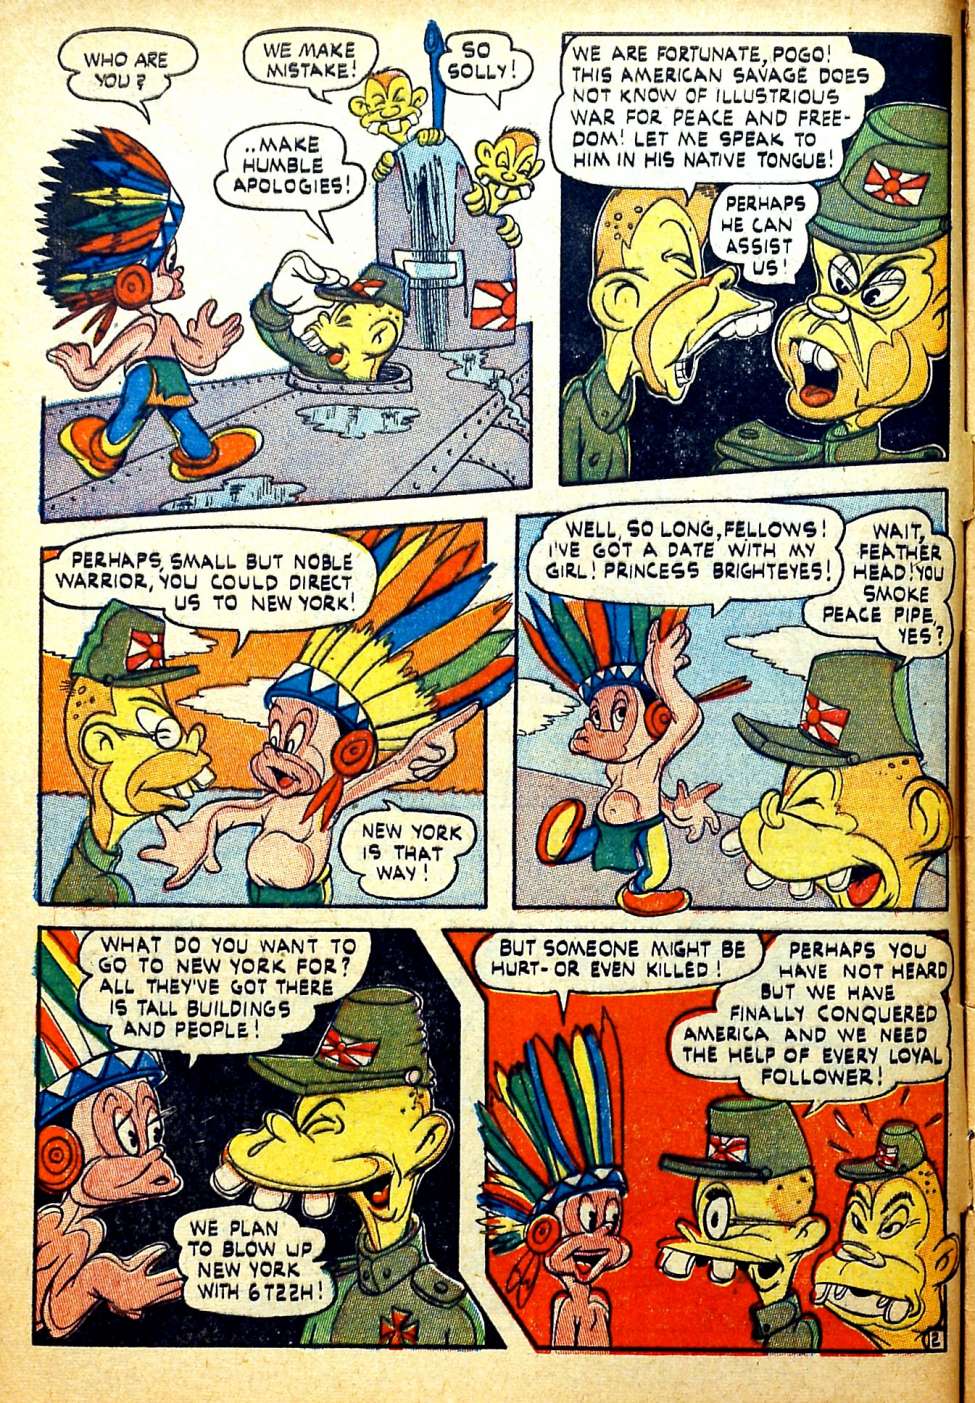 WHO ARE
YOU?
WE MAKE
MISTAKE!
SO
SOLLY!
..MAKE
HUMBLE
APOLOGIES!
WE ARE FORTUNATE, POGO!
THIS AMERICAN SAVAGE DOES
NOT KNOW OF ILLUSTRIOUS
WAR FOR PEACE AND FREE-
DOM! LET ME SPEAK TO
HIM IN HIS NATIVE TONGUE!
PERHAPS
HE CAN
ASSIST
US!
PERHAPS, SMALL BUT NOBLE
WARRIOR, YOU COULD DIRECT
US TO NEW YORK!
NEW YORK
IS THAT
WAY!
WELL, SO LONG, FELLOWS!
I'VE GOT A DATE WITH MY
GIRL! PRINCESS BRIGHTEYES!
WAIT,
FEATHER
HEAD! YOU
SMOKE
PEACE PIPE,
YES?
WHAT DO YOU WANT TO
GO TO NEW YORK FOR?
ALL THEY'VE GOT THERE
IS TALL BUILDINGS
AND PEOPLE!
WE PLAN
TO BLOW UP
NEW YORK
WITH 6T22H!
BUT SOMEONE MIGHT BE
HURT-OR EVEN KILLED!
PERHAPS YOU
HAVE NOT HEARD
BUT WE HAVE
FINALLY CONQUERED
AMERICA AND WE NEED
THE HELP OF EVERY LOYAL
FOLLOWER!
2